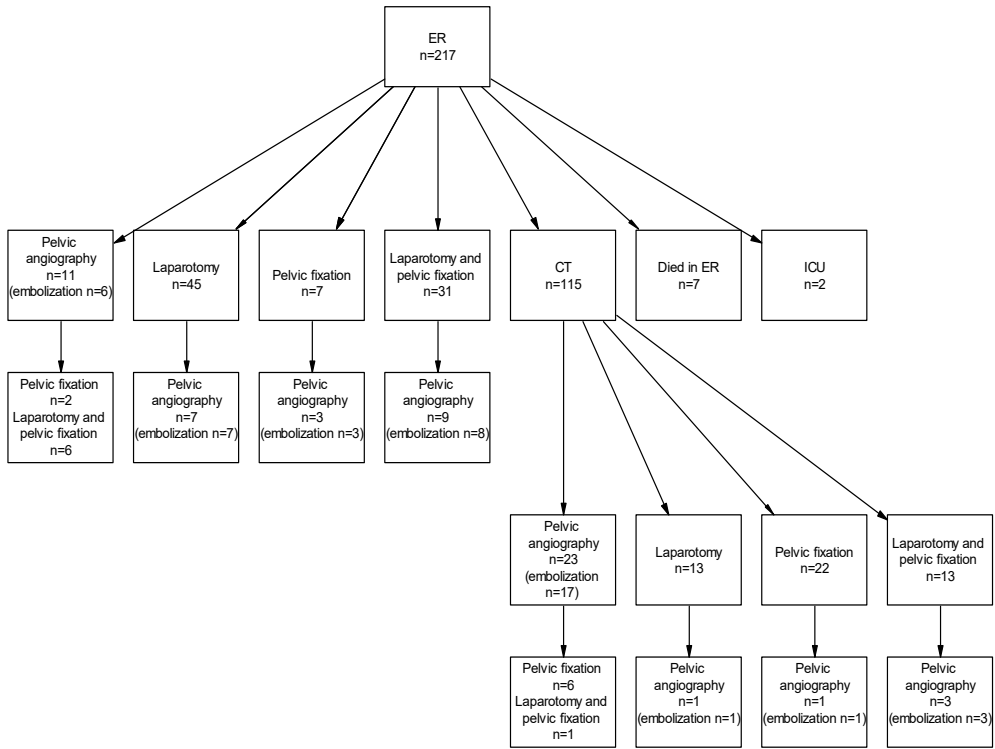 ER
n=217
Pelvic
angiography
n=11
(embolization n=6)
Laparotomy
n=45
Pelvic fixation
n=7
Laparotomy and
pelvic fixation
n=31
CT
n=115
Died in ER
n=7
ICU
n=2
Pelvic fixation
n=2
Laparotomy and
pelvic fixation
n=6
Pelvic
angiography
n=7
(embolization n=7)
Pelvic
angiography
n=3
(embolization n=3)
Pelvic
angiography
n=9
(embolization n=8)
Pelvic
angiography
n=23
(embolization
n=17)
Laparotomy
n=13
Pelvic fixation
n=22
Laparotomy and
pelvic fixation
n=13
Pelvic fixation
n=6
Laparotomy and
pelvic fixation
n=1
Pelvic
angiography
n=1
(embolization n=1)
Pelvic
angiography
n=1
(embolization n=1)
Pelvic
angiography
n=3
(embolization n=3)